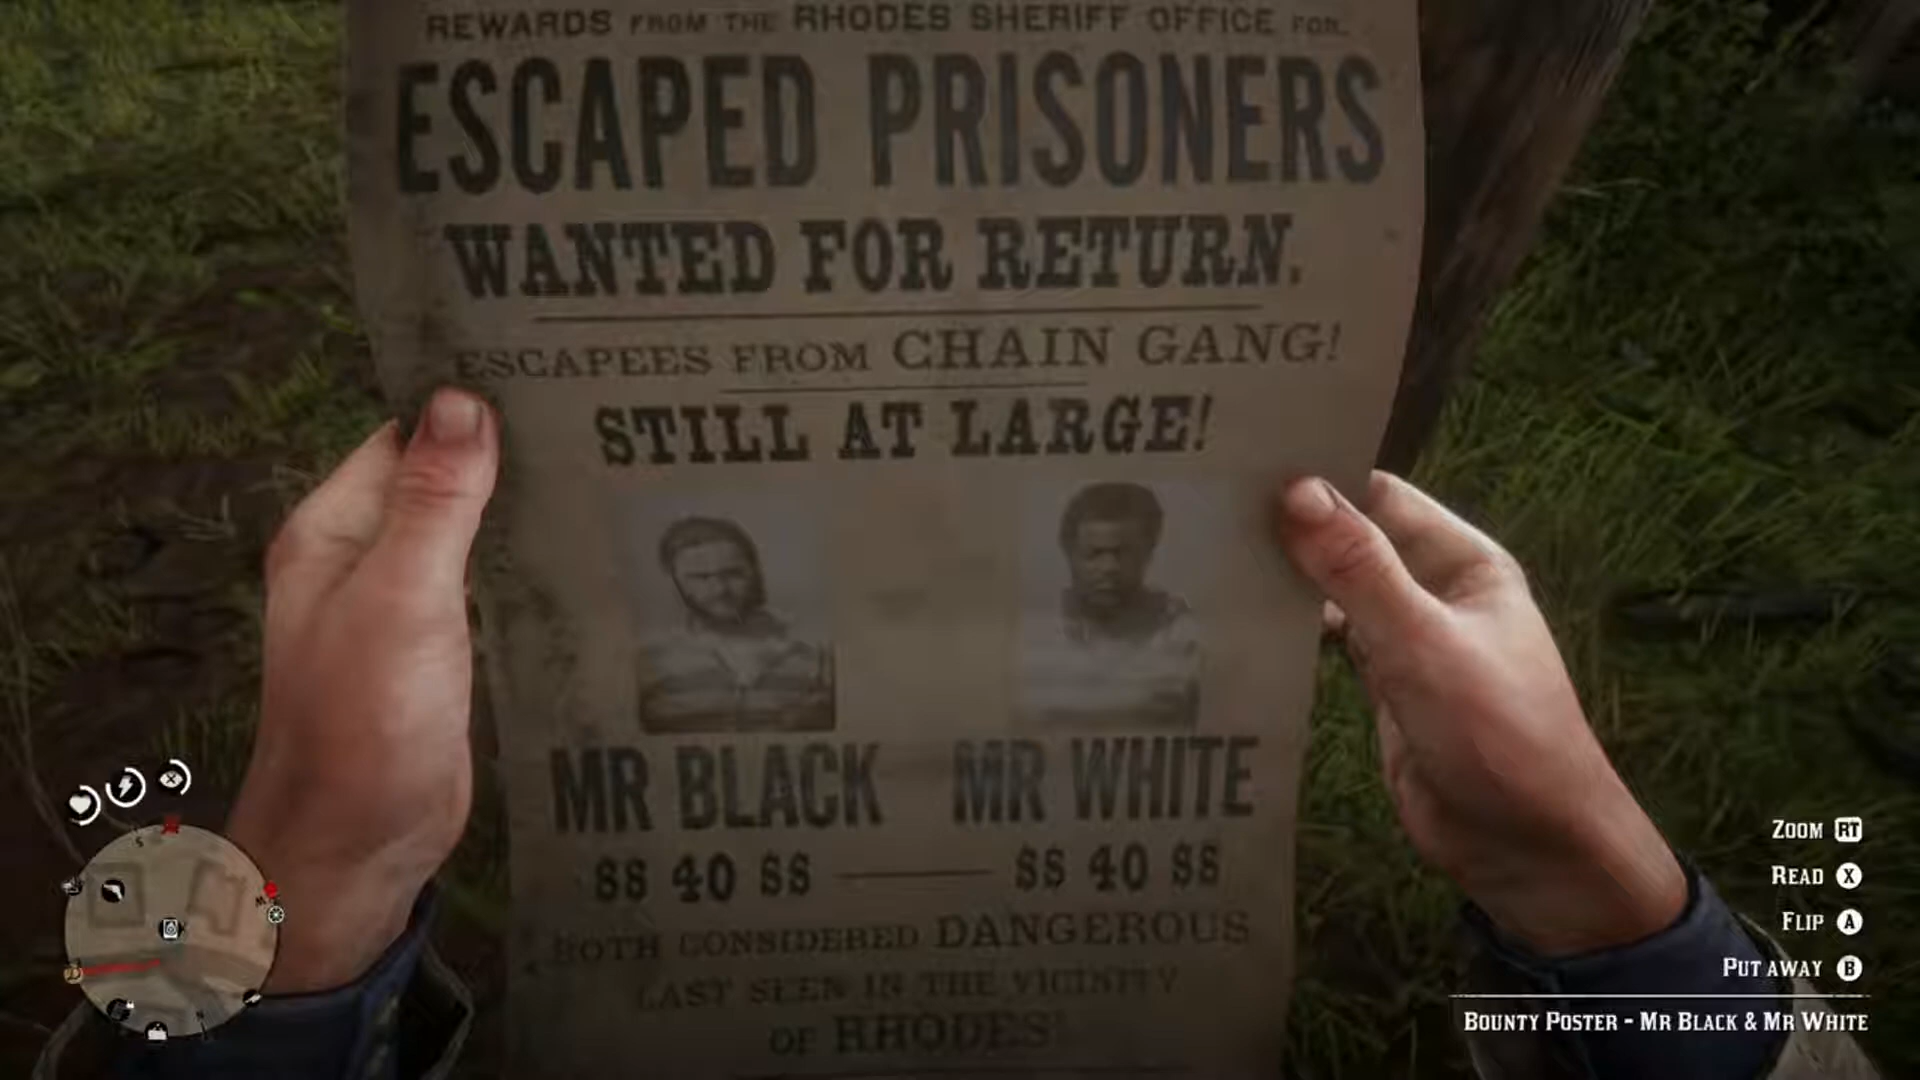 REWARDS FROM THE RHODES SHERIFF OFFICE FOR.
ESCAPED PRISONERS
WANTED FOR RETURN.
ESCAPEES FROM CHAIN GANG!
STILL AT LARGE!
MR BLACK MR WHITE
$$ 40 $$ $$ 40 $$
BOTH CONSIDERED DANGEROUS
LAST SEEN IN THE VICINITY
OF RHODES!
ZOOM RT
READ X
FLIP A
PUT AWAY B
BOUNTY POSTER - MR BLACK & MR WHITE
S
W
N